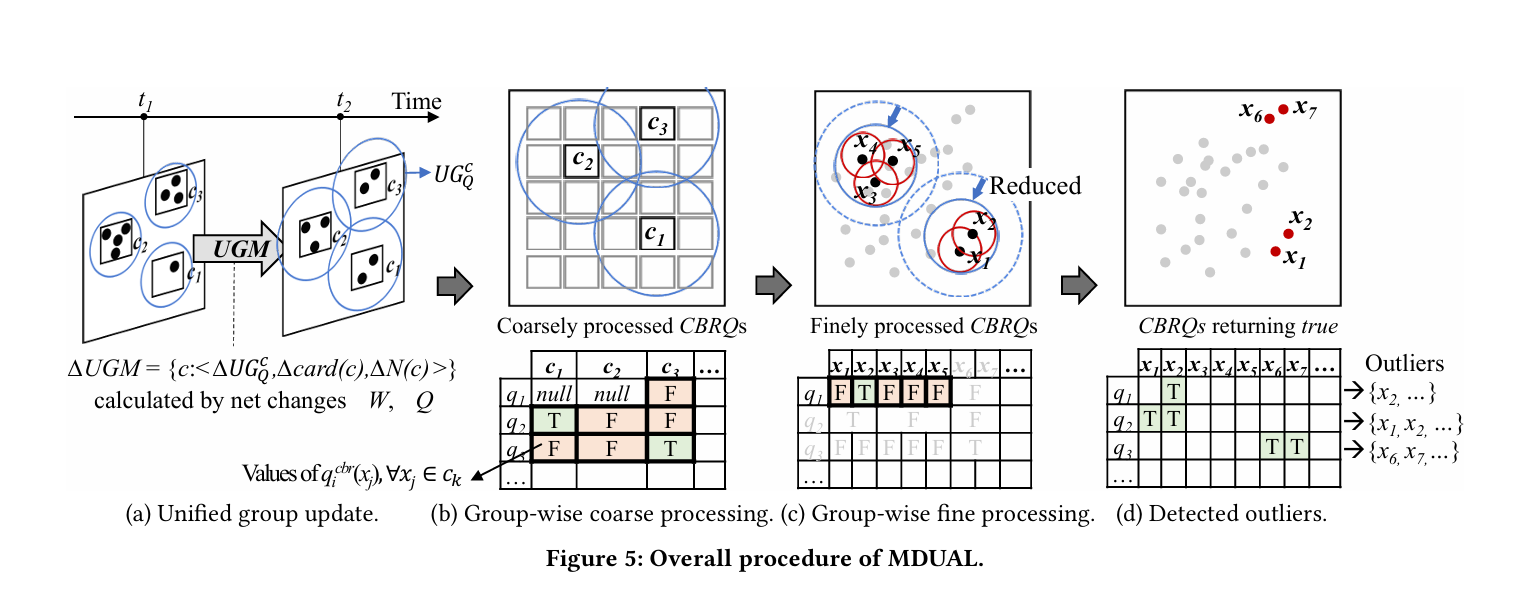 t1 t2 Time
c3 c2 c1 UGM c3 c2 c1 UG^c_Q
ΔUGM = {c:<ΔUG^c_Q,Δcard(c),ΔN(c)>}
calculated by net changes W, Q
c3
c2
c1
Coarsely processed CBRQs
c1 c2 c3 ...
q1 null null F
q2 T F F
q3 F F T
...
Values of q_i^cbr(x_j),∀x_j ∈ c_k
x4 x5
x3
Reduced
x2
x1
Finely processed CBRQs
x1 x2 x3 x4 x5 x6 x7 ...
q1 F T F F F F
q2 T F F
q3 F F F F F T
...
x6 x7
x2
x1
CBRQs returning true
x1 x2 x3 x4 x5 x6 x7 ... Outliers
q1 T → {x2, ...}
q2 T T → {x1, x2, ...}
q3 T T → {x6, x7, ...}
...
(a) Unified group update. (b) Group-wise coarse processing. (c) Group-wise fine processing. (d) Detected outliers.
Figure 5: Overall procedure of MDUAL.